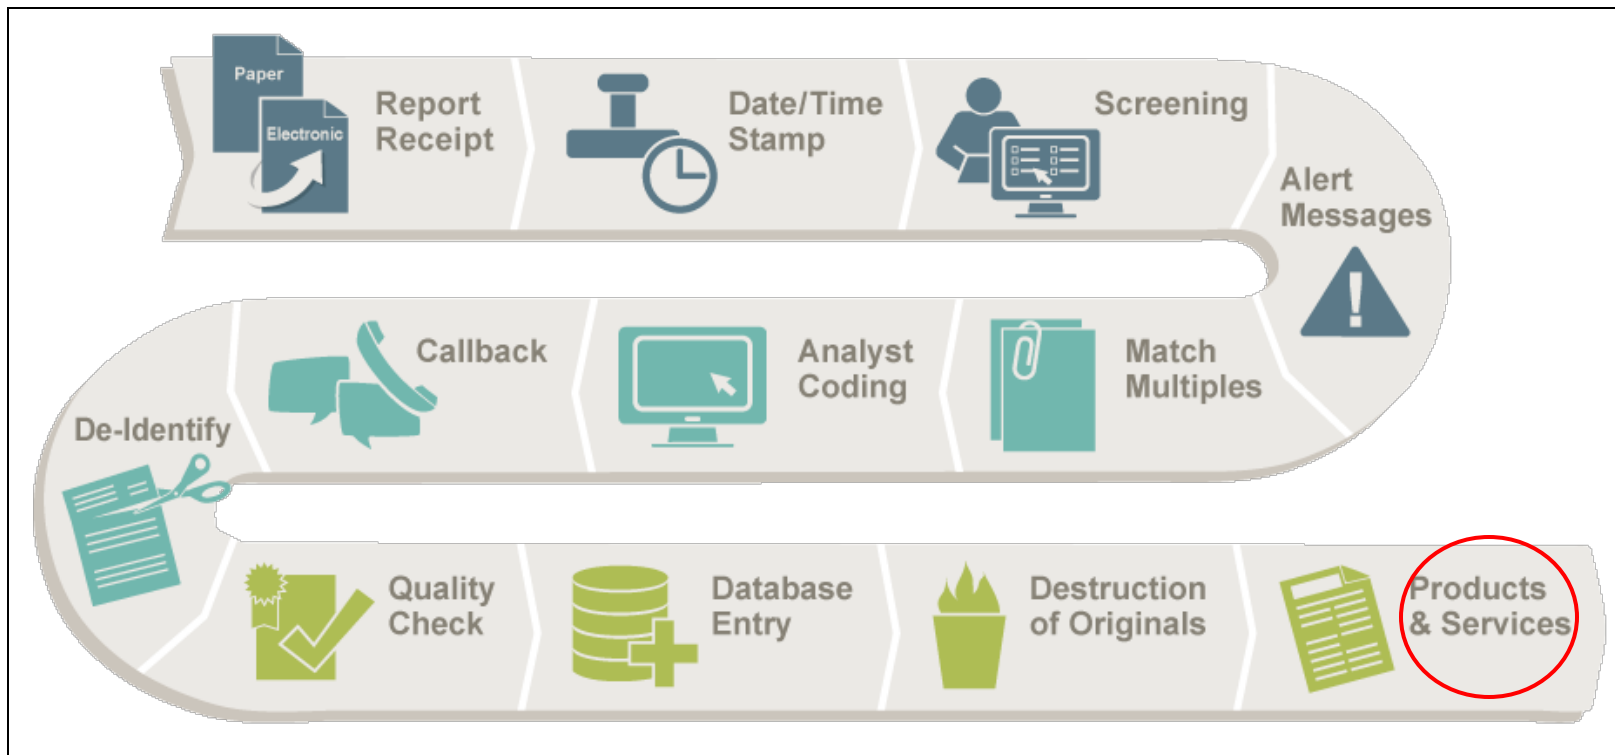 Paper
Electronic
Report
Receipt
Date/Time
Stamp
Screening
Alert
Messages
Match
Multiples
Analyst
Coding
Callback
De-Identify
Quality
Check
Database
Entry
Destruction
of Originals
Products
& Services